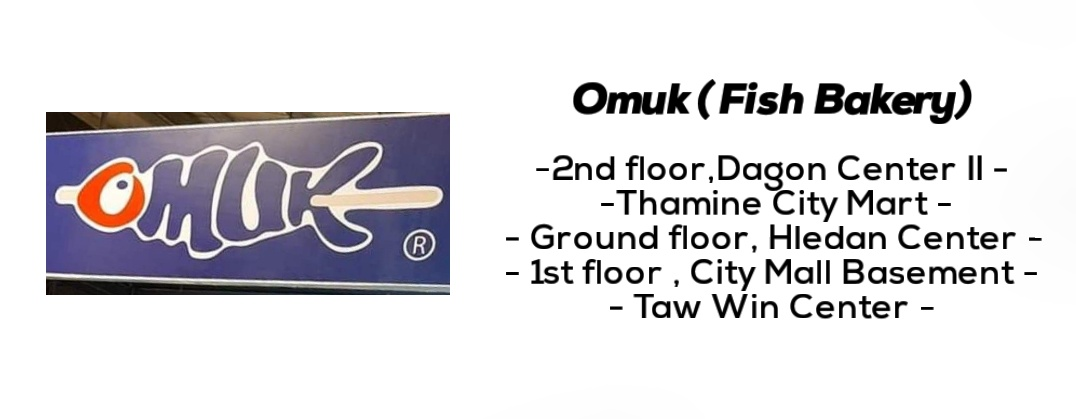 OMUK
®
Omuk ( Fish Bakery)
-2nd floor,Dagon Center II -
-Thamine City Mart -
- Ground floor, Hledan Center -
- 1st floor , City Mall Basement -
- Taw Win Center -